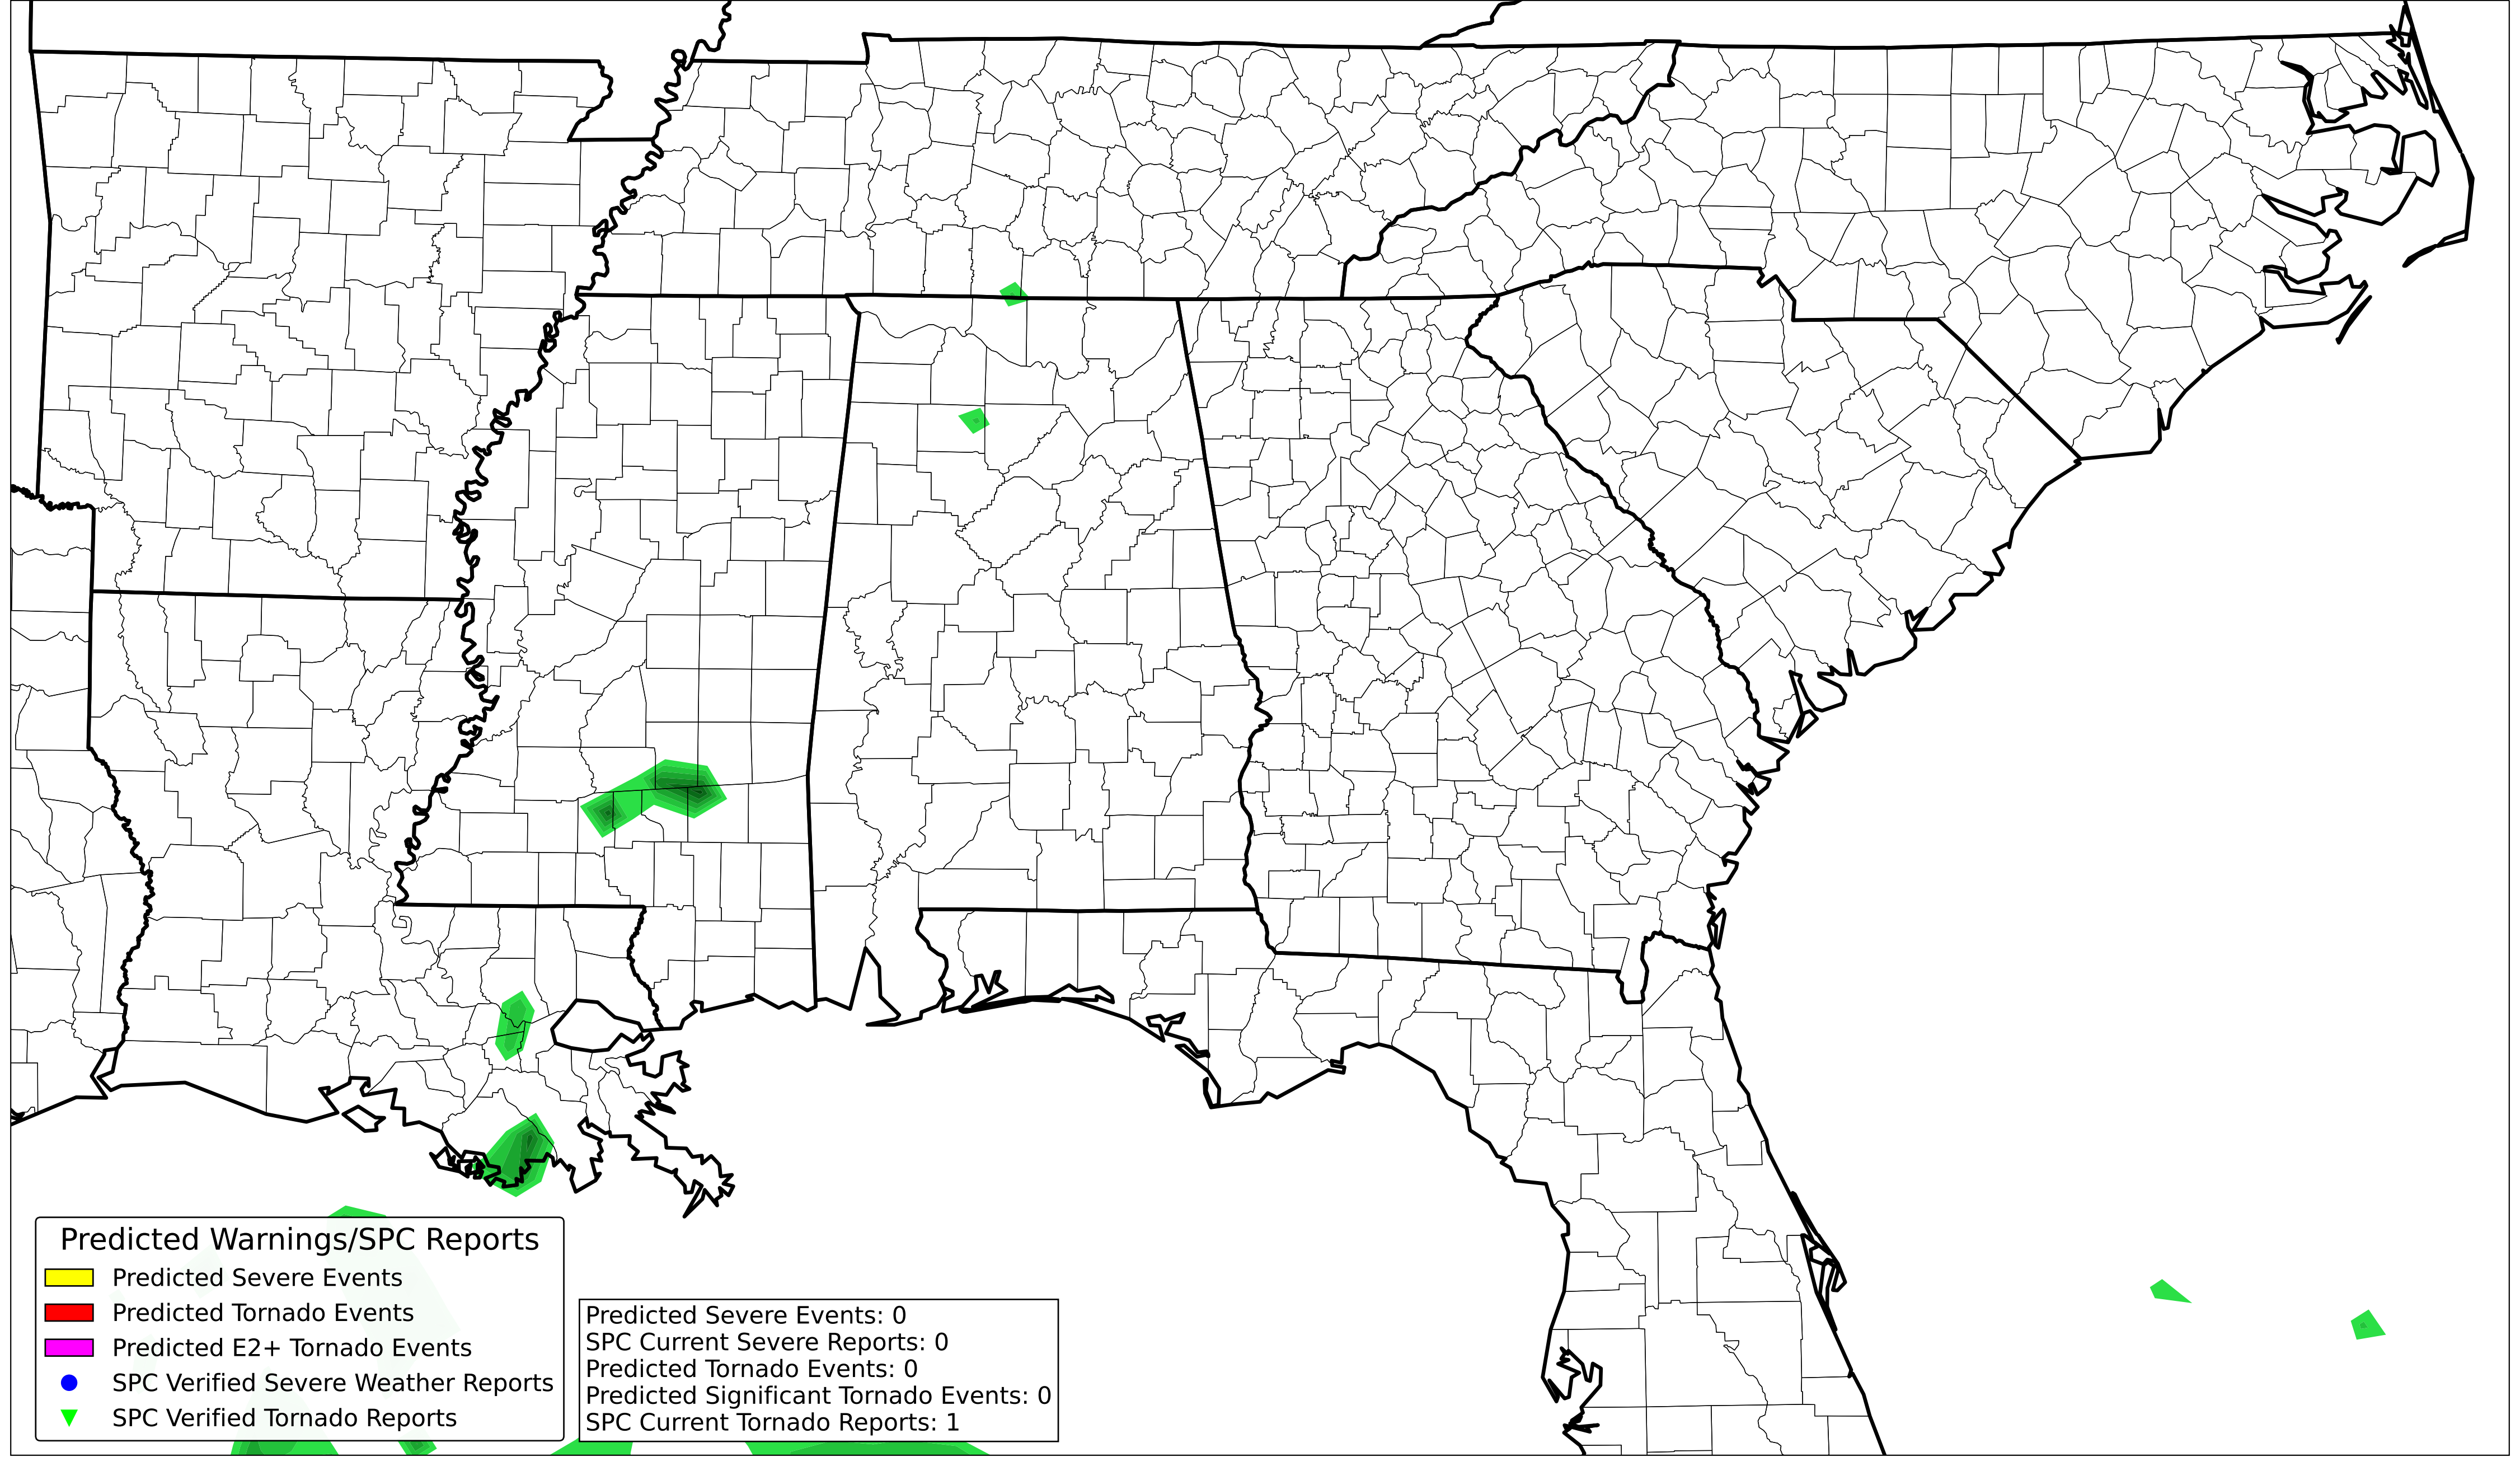 Predicted Warnings/SPC Reports
Predicted Severe Events
Predicted Tornado Events
Predicted E2+ Tornado Events
SPC Verified Severe Weather Reports
SPC Verified Tornado Reports
Predicted Severe Events: 0
SPC Current Severe Reports: 0
Predicted Tornado Events: 0
Predicted Significant Tornado Events: 0
SPC Current Tornado Reports: 1